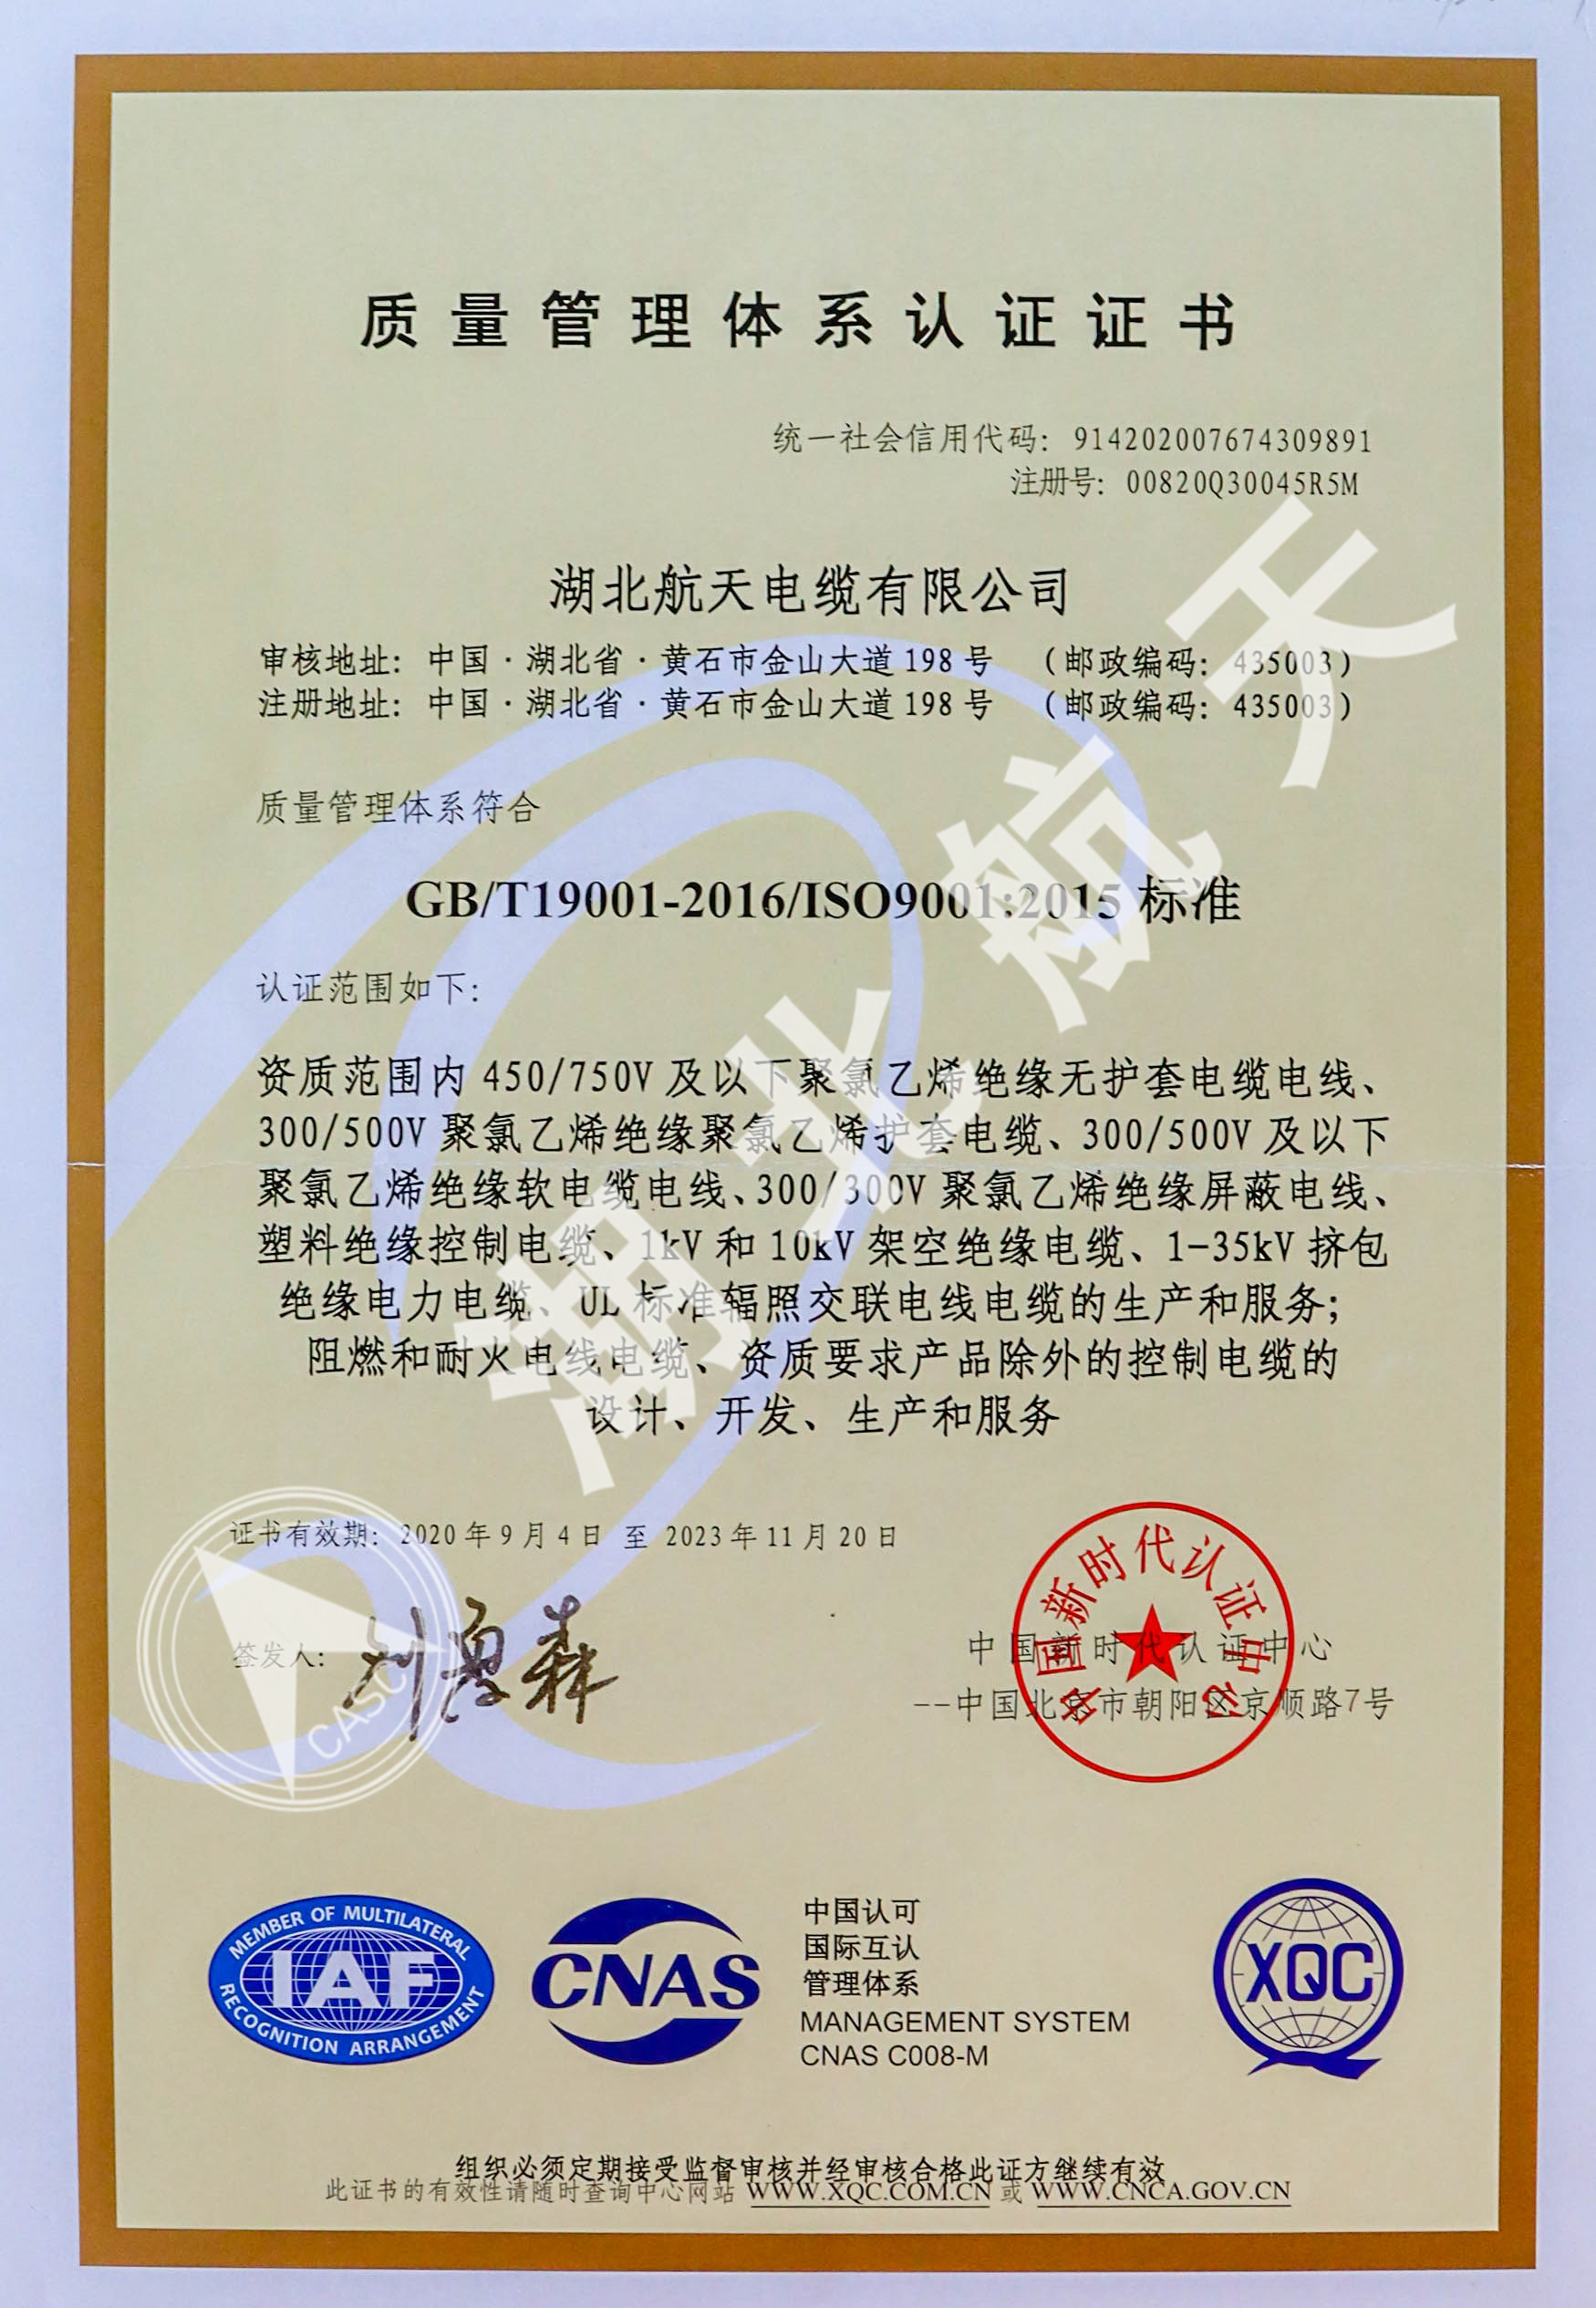 质量管理体系认证证书
统一社会信用代码：914202007674309891
注册号：00820Q30045R5M
湖北航天电缆有限公司
审核地址：中国·湖北省·黄石市金山大道198号 （邮政编码：435003）
注册地址：中国·湖北省·黄石市金山大道198号 （邮政编码：435003）
质量管理体系符合
GB/T19001-2016/ISO9001:2015标准
认证范围如下：
资质范围内450/750V及以下聚氯乙烯绝缘无护套电缆电线、
300/500V聚氯乙烯绝缘聚氯乙烯护套电缆、300/500V及以下
聚氯乙烯绝缘软电缆电线、300/300V聚氯乙烯绝缘屏蔽电线、
塑料绝缘控制电缆、1kV和10kV架空绝缘电缆、1-35kV挤包
绝缘电力电缆、UL标准辐照交联电线电缆的生产和服务；
阻燃和耐火电线电缆、资质要求产品除外的控制电缆的
设计、开发、生产和服务
湖北航天
证书有效期：2020年9月4日 至 2023年11月20日
签发人：
CASC
中国新时代认证中心
中国新时代认证中心
--中国北京市朝阳区京顺路7号
MEMBER OF MULTILATERAL
IAF
RECOGNITION ARRANGEMENT
CNAS
中国认可
国际互认
管理体系
MANAGEMENT SYSTEM
CNAS C008-M
XQC
组织必须定期接受监督审核并经审核合格此证方继续有效
此证书的有效性请随时查询中心网站 WWW.XQC.COM.CN 或 WWW.CNCA.GOV.CN